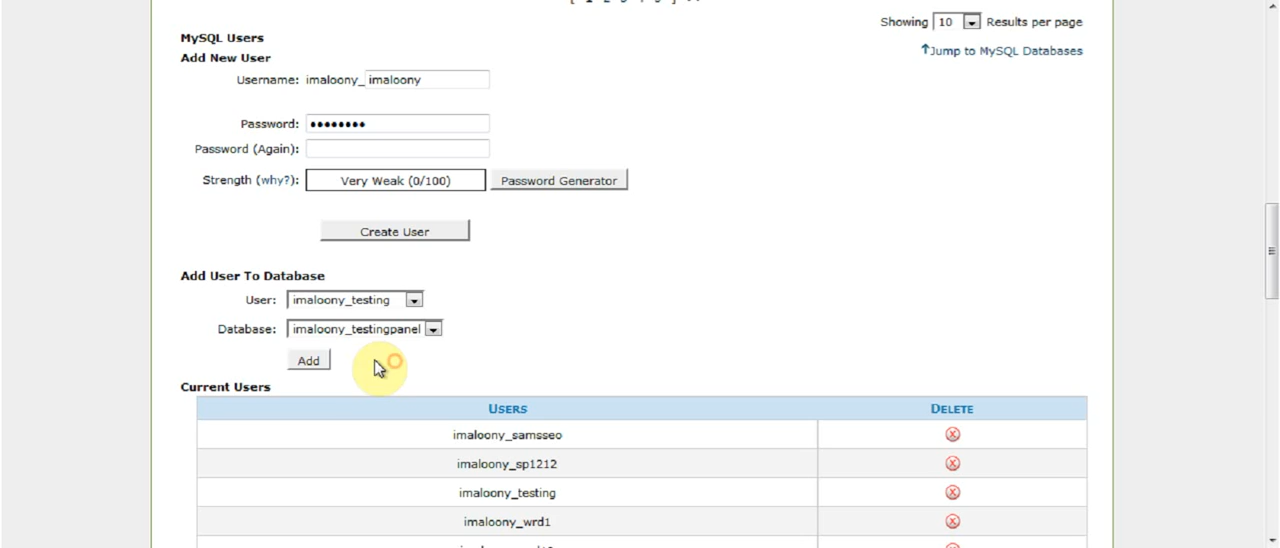 Showing 10 Results per page
MySQL Users
↑Jump to MySQL Databases
Add New User
Username: imaloony_ imaloony
Password: ••••••••
Password (Again):
Strength (why?): Very Weak (0/100) Password Generator
Create User
Add User To Database
User: imaloony_testing
Database: imaloony_testingpanel
Add
Current Users
USERS DELETE
imaloony_samsseo
imaloony_sp1212
imaloony_testing
imaloony_wrd1